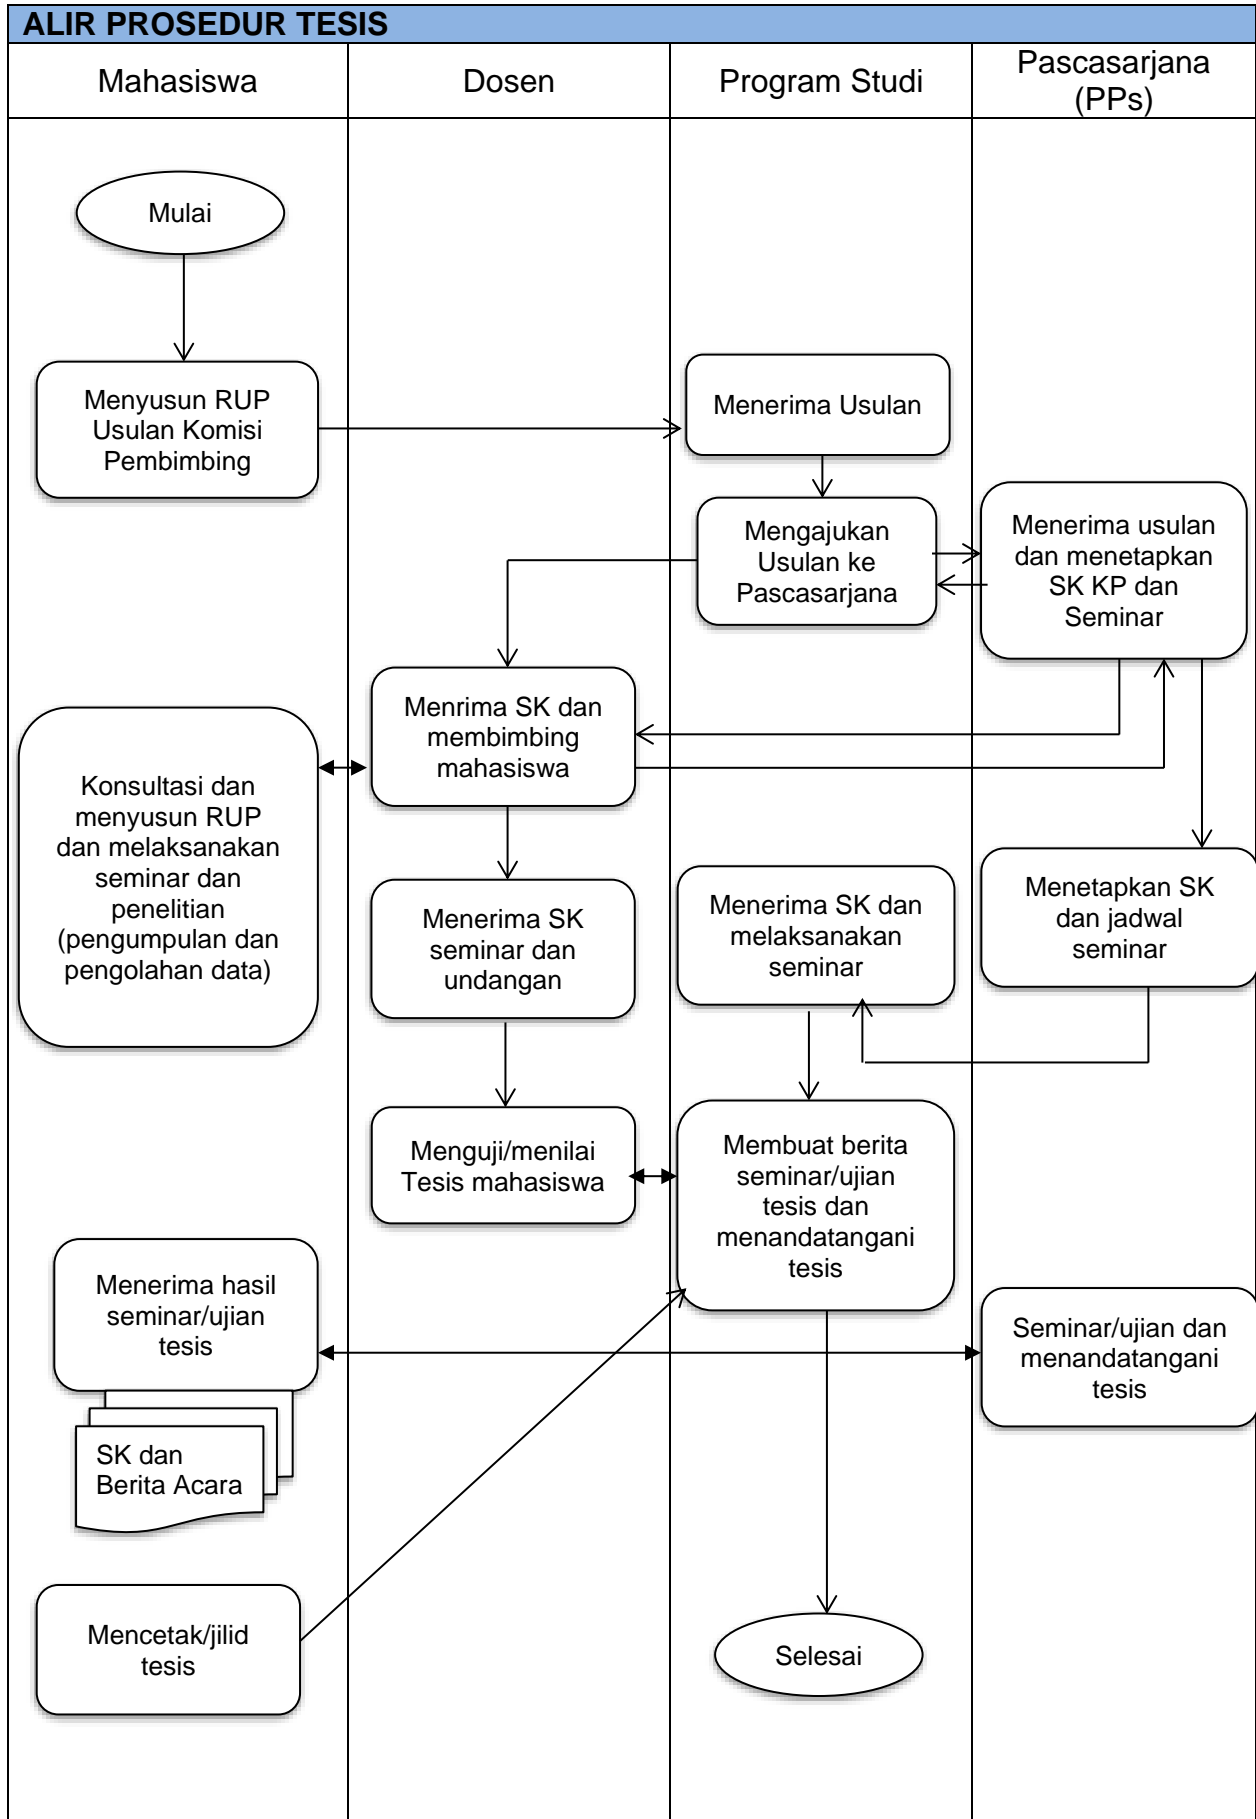 ALIR PROSEDUR TESIS
Mahasiswa
Dosen
Program Studi
Pascasarjana
(PPs)
Mulai
Menyusun RUP
Usulan Komisi
Pembimbing
Menerima Usulan
Mengajukan
Usulan ke
Pascasarjana
Menerima usulan
dan menetapkan
SK KP dan
Seminar
Menrima SK dan
membimbing
mahasiswa
Konsultasi dan
menyusun RUP
dan melaksanakan
seminar dan
penelitian
(pengumpulan dan
pengolahan data)
Menerima SK
seminar dan
undangan
Menerima SK dan
melaksanakan
seminar
Menetapkan SK
dan jadwal
seminar
Menguji/menilai
Tesis mahasiswa
Membuat berita
seminar/ujian
tesis dan
menandatangani
tesis
Menerima hasil
seminar/ujian
tesis
Seminar/ujian dan
menandatangani
tesis
SK dan
Berita Acara
Mencetak/jilid
tesis
Selesai